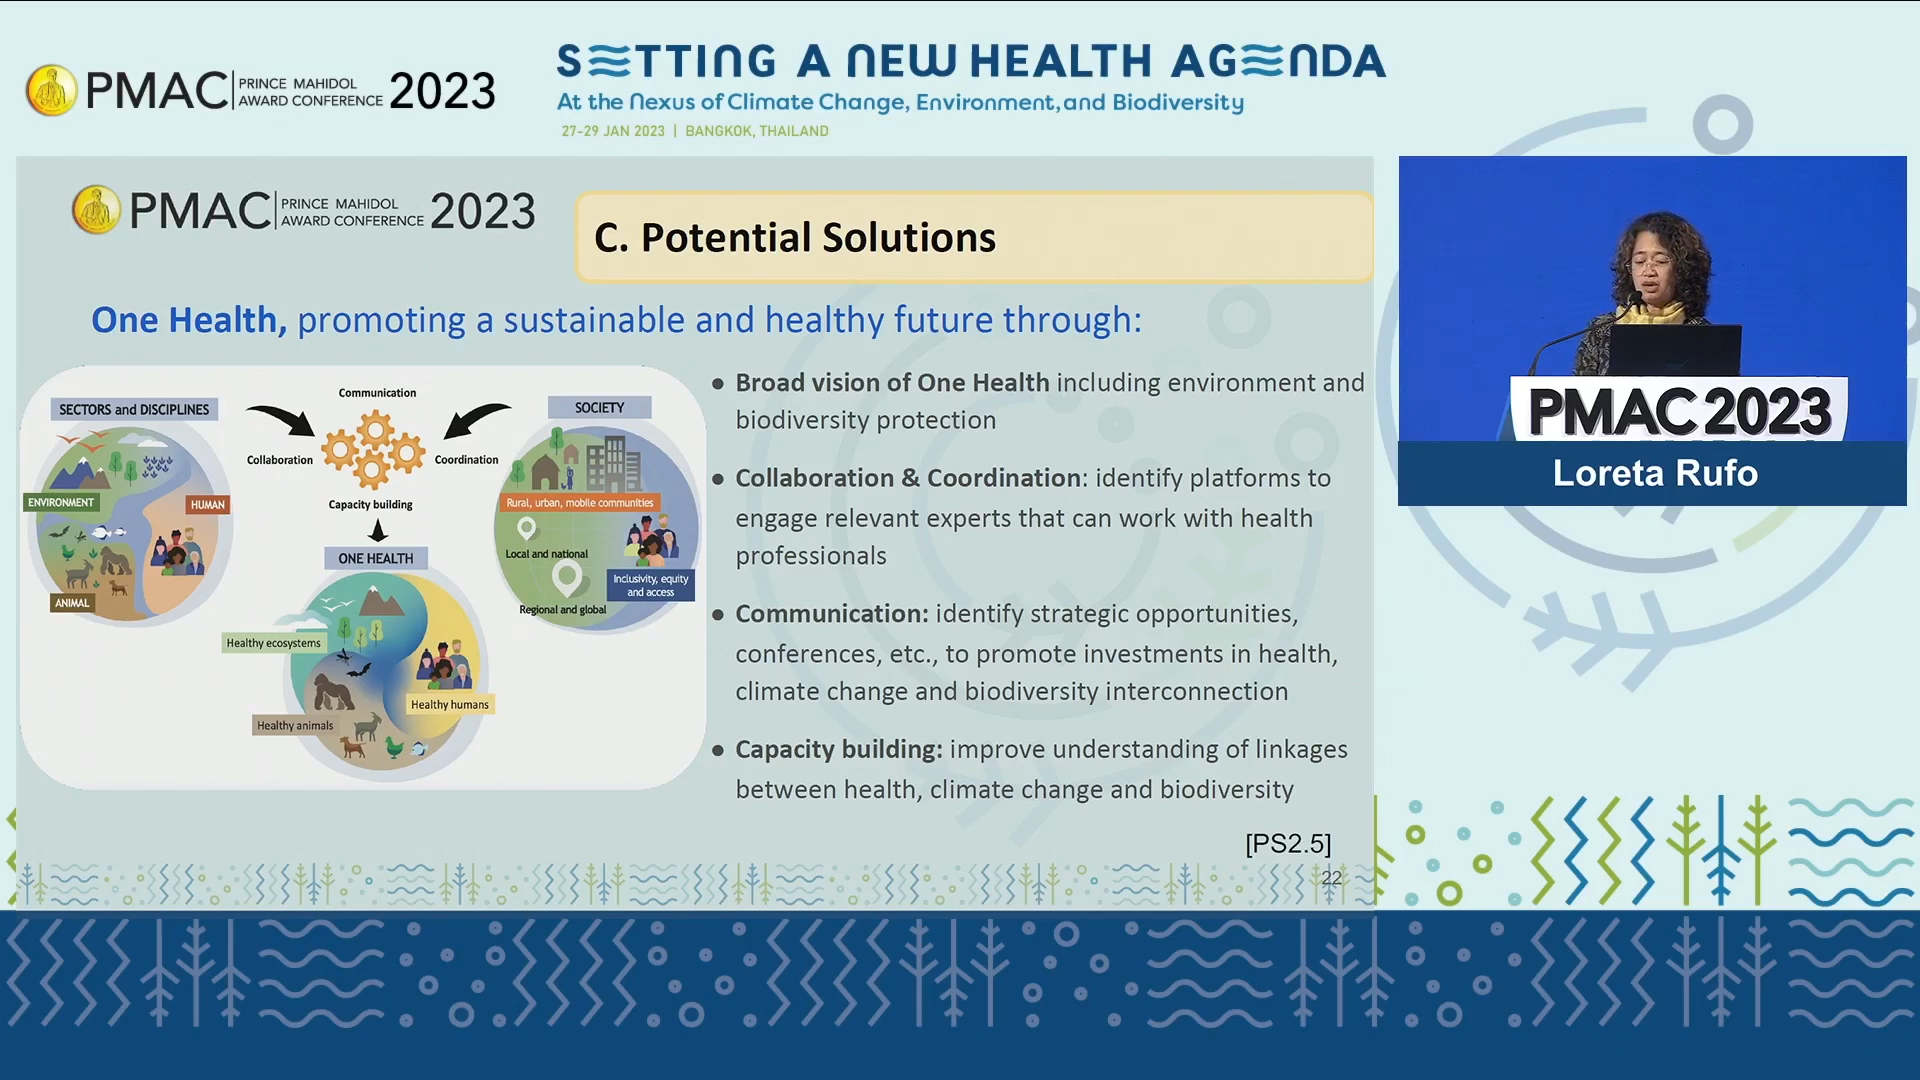 PMAC PRINCE MAHIDOL AWARD CONFERENCE 2023
SETTING A NEW HEALTH AGENDA
At the Nexus of Climate Change, Environment, and Biodiversity
27-29 JAN 2023 | BANGKOK, THAILAND
PMAC PRINCE MAHIDOL AWARD CONFERENCE 2023
C. Potential Solutions
One Health, promoting a sustainable and healthy future through:
SECTORS and DISCIPLINES
ENVIRONMENT
HUMAN
ANIMAL
Communication
Collaboration
Coordination
Capacity building
SOCIETY
Rural, urban, mobile communities
Local and national
Inclusivity, equity
and access
Regional and global
ONE HEALTH
Healthy ecosystems
Healthy humans
Healthy animals
● Broad vision of One Health including environment and
biodiversity protection
● Collaboration & Coordination: identify platforms to
engage relevant experts that can work with health
professionals
● Communication: identify strategic opportunities,
conferences, etc., to promote investments in health,
climate change and biodiversity interconnection
● Capacity building: improve understanding of linkages
between health, climate change and biodiversity
[PS2.5]
22
PMAC 2023
Loreta Rufo